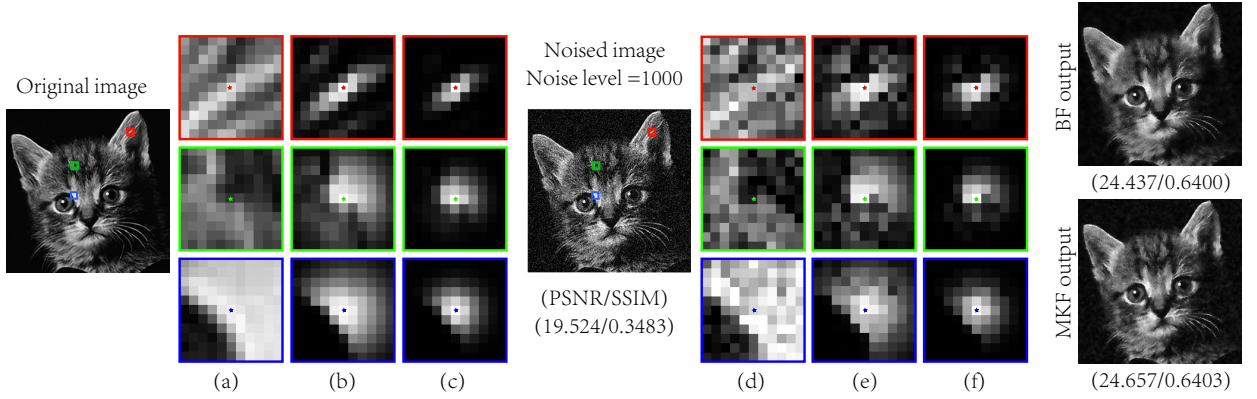 Original image
(a)
(b)
(c)
Noised image
Noise level =1000
(PSNR/SSIM)
(19.524/0.3483)
(d)
(e)
(f)
BF output
(24.437/0.6400)
MKF output
(24.657/0.6403)